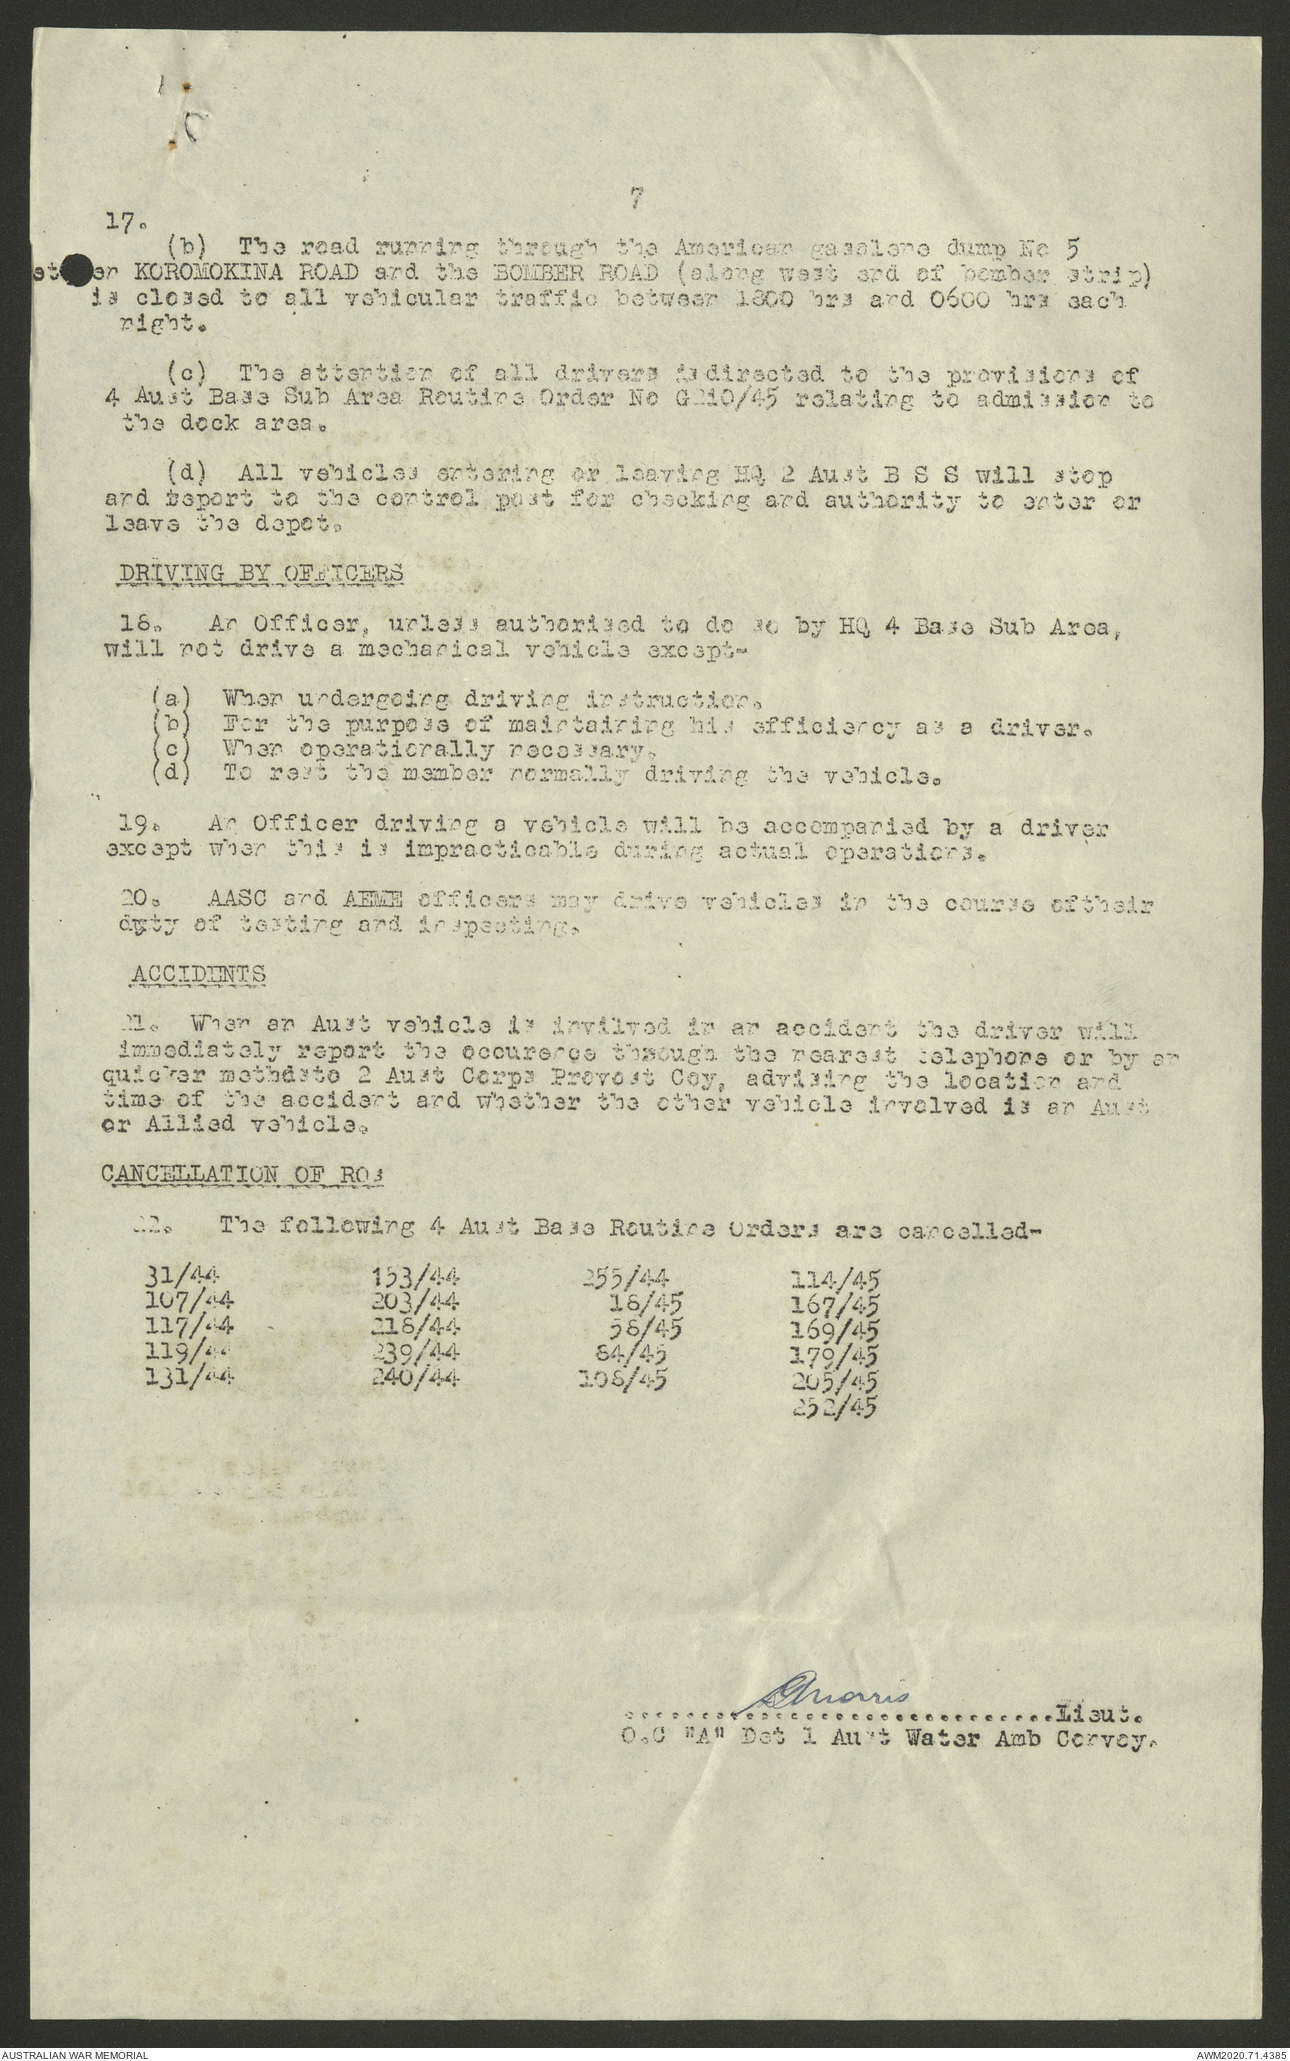 7
17.
(b) The road running through the American gasolene dump No 5
et en KOROMOKINA ROAD and the BOMBER ROAD (along west end of bomber strip)
is closed to all vehicular traffic between 1800 hrs and 0600 hrs each
night.
(c) The attention of all drivers is directed to the provisions of
4 Aust Base Sub Area Routine Order No G210/45 relating to admission to
the dock area.
(d) All vehicles entering or leaving HQ 2 Aust B S S will stop
and report to the control post for checking and authority to enter or
leave the depot.
DRIVING BY OFFICERS
18. An Officer, unless authorised to do so by HQ 4 Base Sub Area,
will not drive a mechanical vehicle except-
(a) When undergoing driving instruction.
(b) For the purpose of maintaining his efficiency as a driver.
(c) When operationally necessary.
(d) To rest the member normally driving the vehicle.
19. An Officer driving a vehicle will be accompanied by a driver
except when this is impracticable during actual operations.
20. AASC and AEME officers may drive vehicles in the course oftheir
duty of testing and inspecting.
ACCIDENTS
21. When an Aust vehicle is invilved in an accident the driver will
immediately report the occurence through the nearest telephone or by an
quicker methdsto 2 Aust Corps Provost Coy, advising the location and
time of the accident and whether the other vehicle involved is an Aust
or Allied vehicle.
CANCELLATION OF ROs
22. The following 4 Aust Base Routine Orders are cancelled-
31/44 153/44 255/44 114/45
107/44 203/44 18/45 167/45
117/44 218/44 58/45 169/45
119/44 239/44 84/45 179/45
131/44 240/44 108/45 205/45
252/45
..............................Lieut.
O.C "A" Det 1 Aust Water Amb Convoy.
AUSTRALIAN WAR MEMORIAL
AWM2020.71.4385